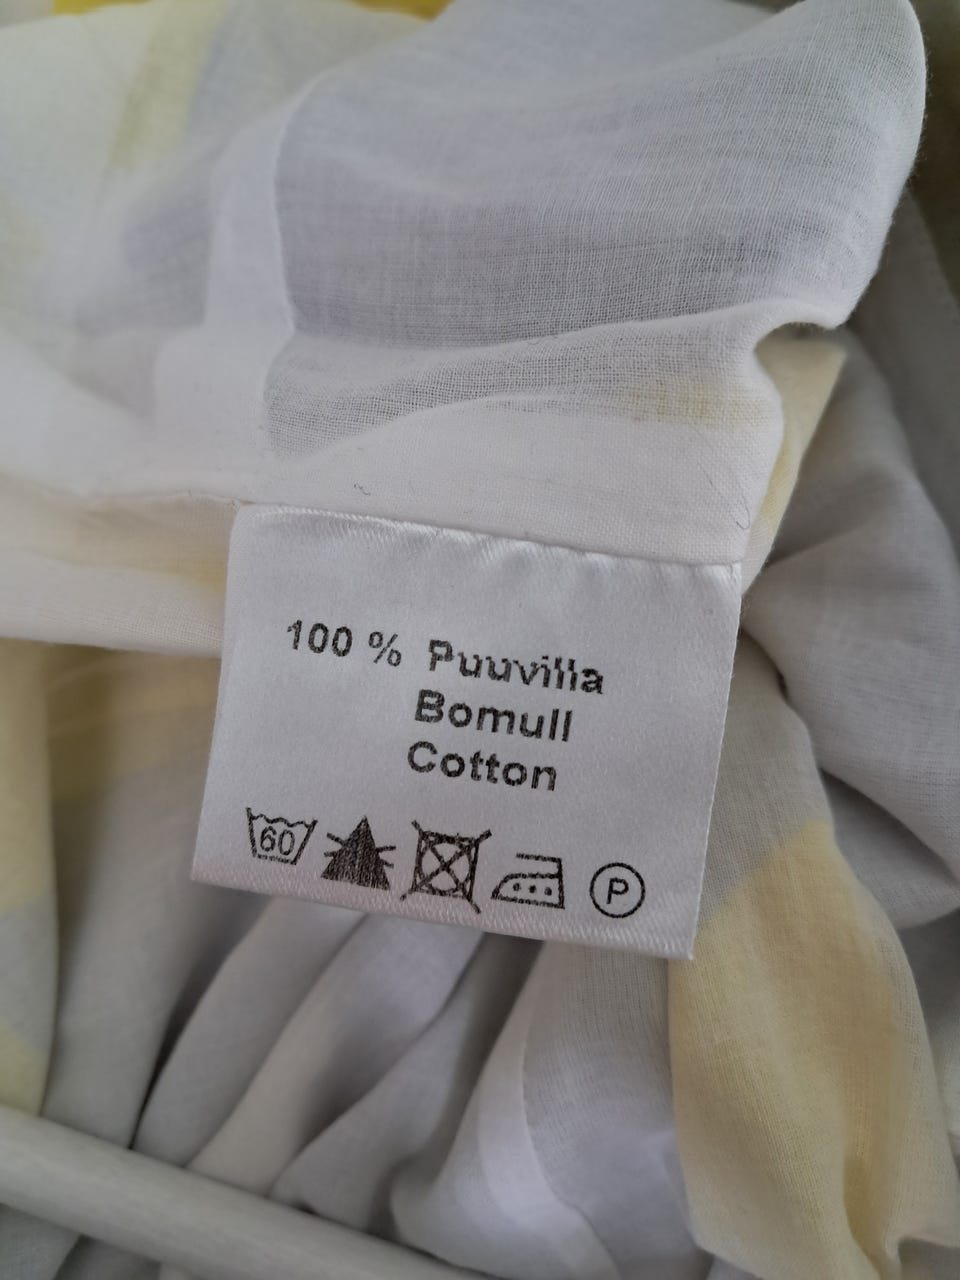 100 % Puuvilla
Bomull
Cotton
60 P